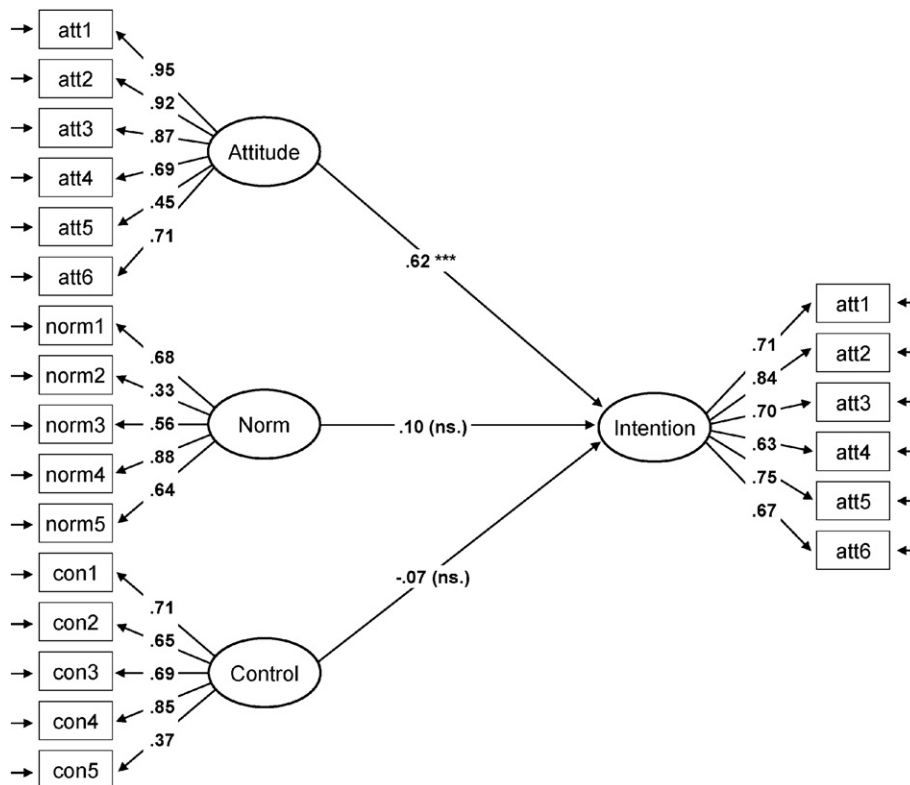 att1
.95
att2
.92
att3
.87
Attitude
att4
.69
att5
.45
.71
att6
.62 ***
norm1
.68
norm2
.33
norm3
.56
Norm
.10 (ns.)
norm4
.88
norm5
.64
con1
.71
con2
.65
con3
.69
Control
con4
.85
con5
.37
-.07 (ns.)
Intention
att1
.71
att2
.84
att3
.70
att4
.63
att5
.75
att6
.67